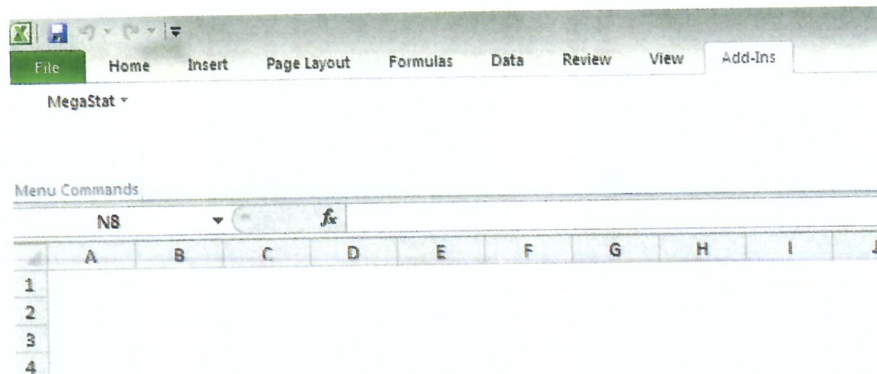 File Home Insert Page Layout Formulas Data Review View Add-Ins
MegaStat
Menu Commands
N8 fx
A B C D E F G H I J
1
2
3
4